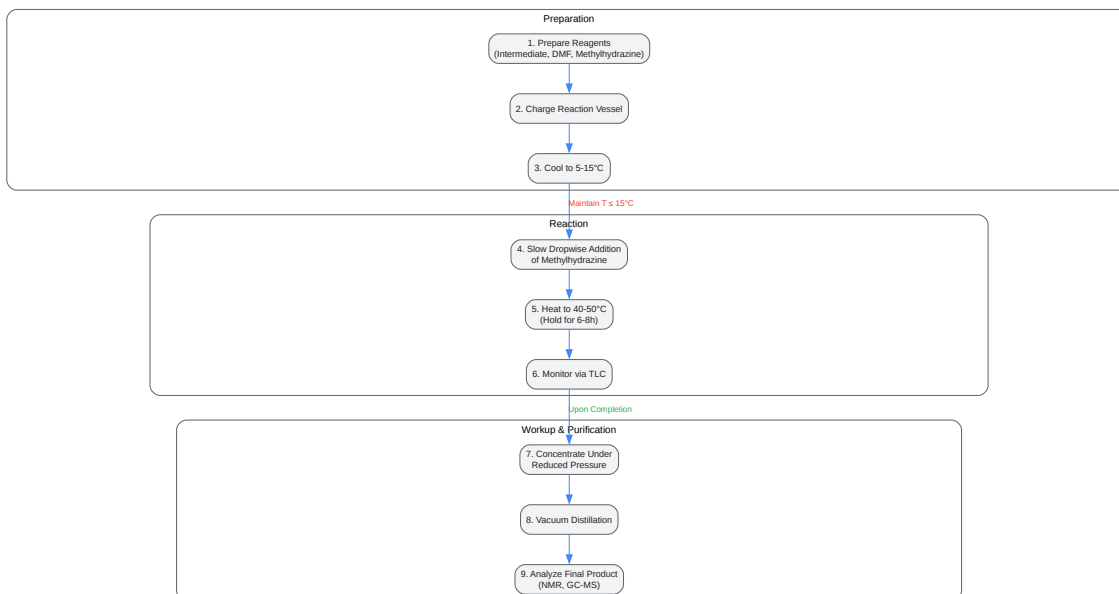 Preparation
1. Prepare Reagents
(Intermediate, DMF, Methylhydrazine)
2. Charge Reaction Vessel
3. Cool to 5-15°C
Maintain T ≤ 15°C
Reaction
4. Slow Dropwise Addition
of Methylhydrazine
5. Heat to 40-50°C
(Hold for 6-8h)
6. Monitor via TLC
Upon Completion
Workup & Purification
7. Concentrate Under
Reduced Pressure
8. Vacuum Distillation
9. Analyze Final Product
(NMR, GC-MS)